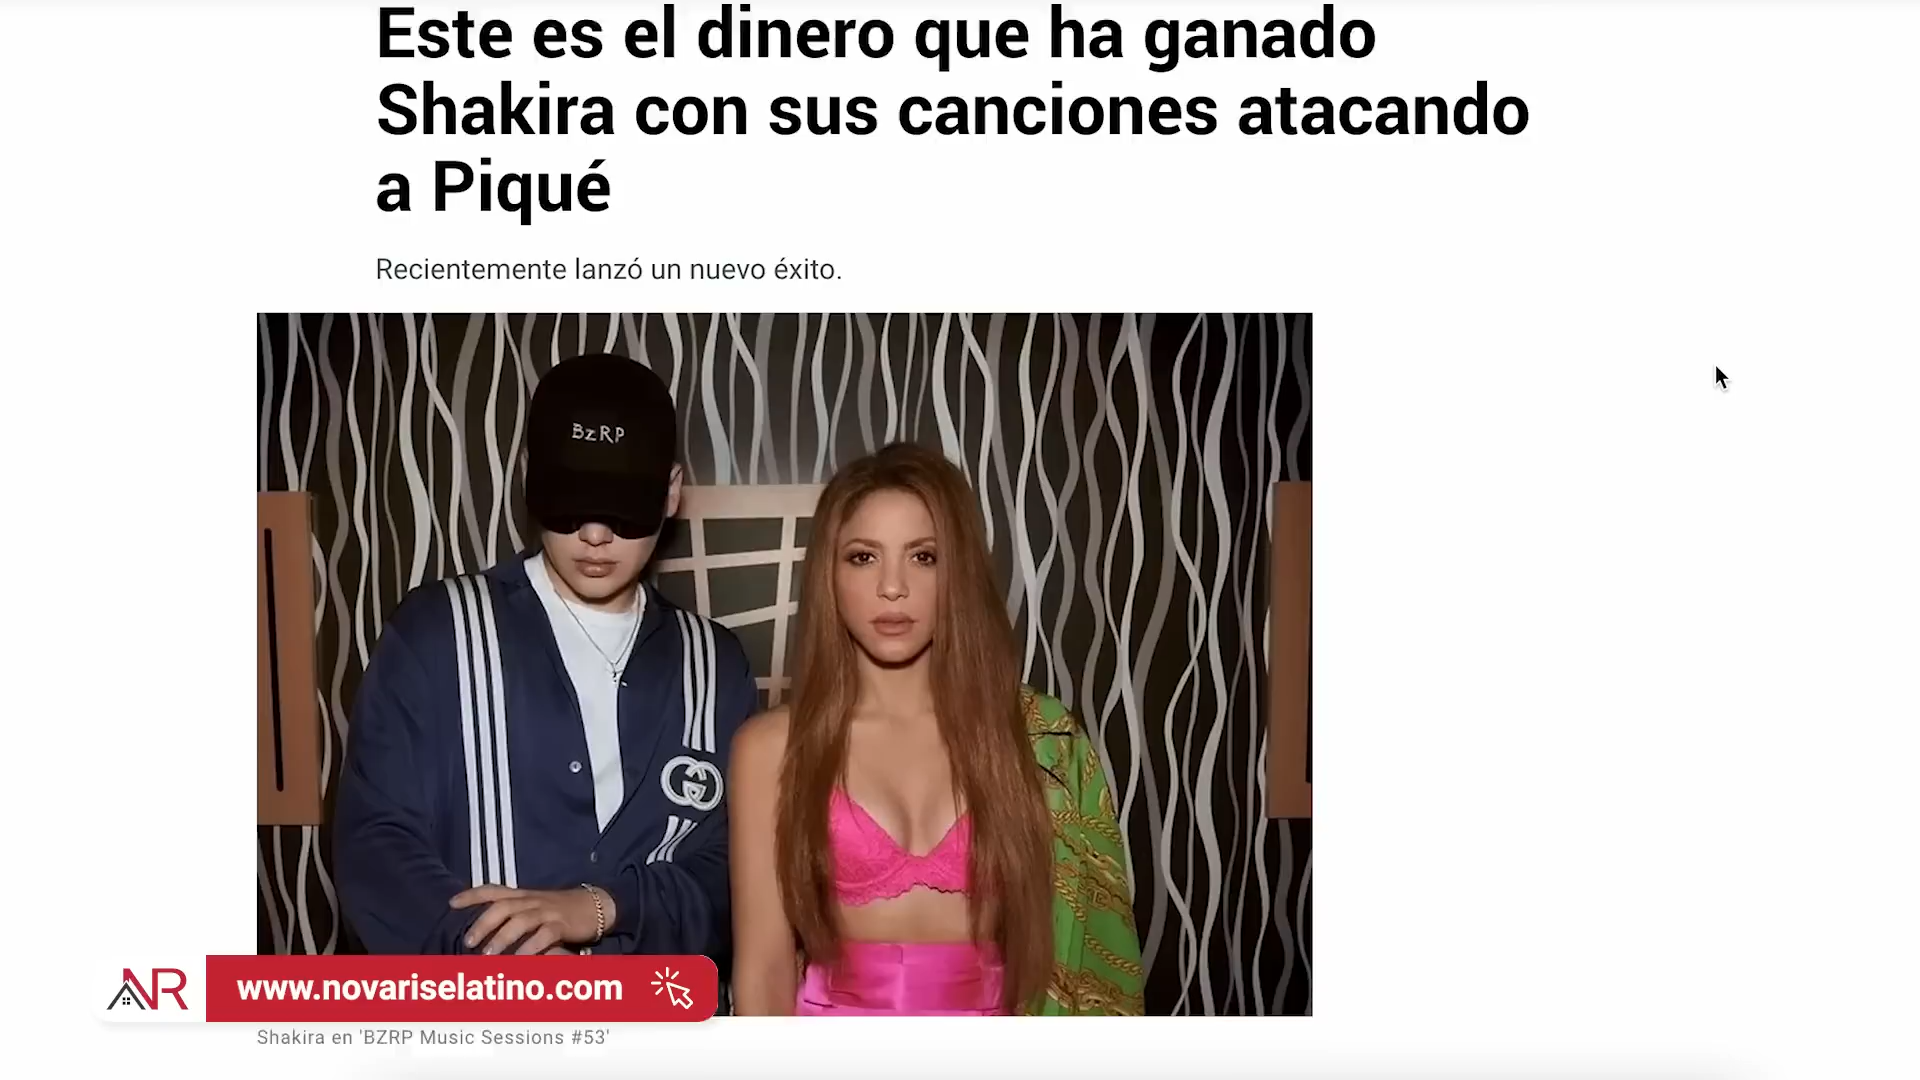 Este es el dinero que ha ganado
Shakira con sus canciones atacando
a Piqué
Recientemente lanzó un nuevo éxito.
BZRP
NR
www.novariselatino.com
Shakira en 'BZRP Music Sessions #53'